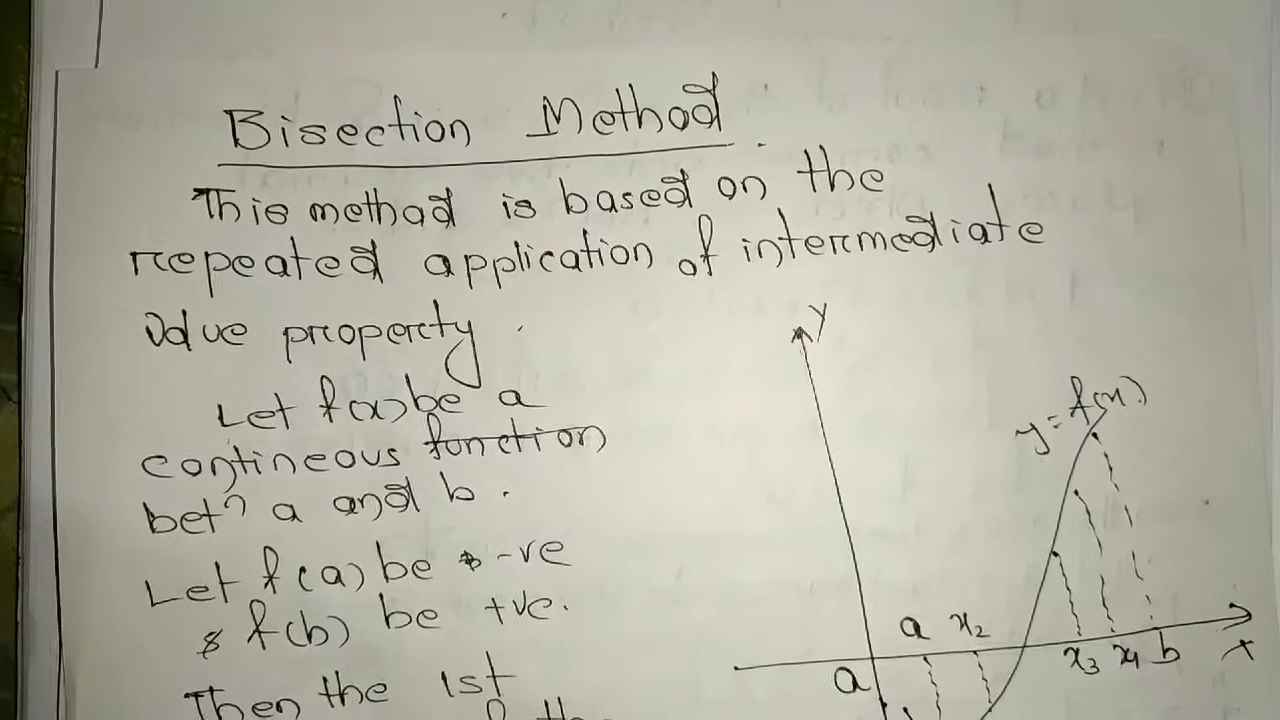 Bisection Method
This method is based on the
repeated application of intermediate
value property.
Let f(x) be a
contineous function
betn a and b.
Let f(a) be -ve
& f(b) be +ve.
Then the 1st
y
y = f(x)
a x2
x3 x4 b x